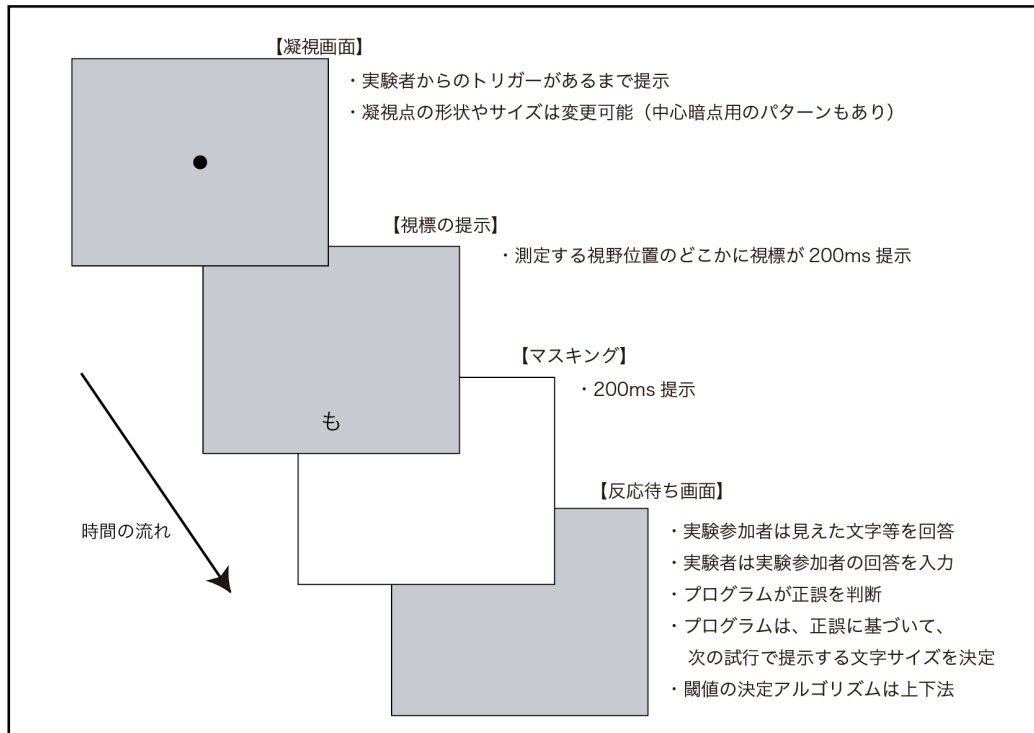 【凝視画面】
・実験者からのトリガーがあるまで提示
・凝視点の形状やサイズは変更可能（中心暗点用のパターンもあり）
【視標の提示】
・測定する視野位置のどこかに視標が 200ms 提示
も
【マスキング】
・200ms 提示
【反応待ち画面】
・実験参加者は見えた文字等を回答
・実験者は実験参加者の回答を入力
・プログラムが正誤を判断
・プログラムは、正誤に基づいて、
次の試行で提示する文字サイズを決定
・閾値の決定アルゴリズムは上下法
時間の流れ